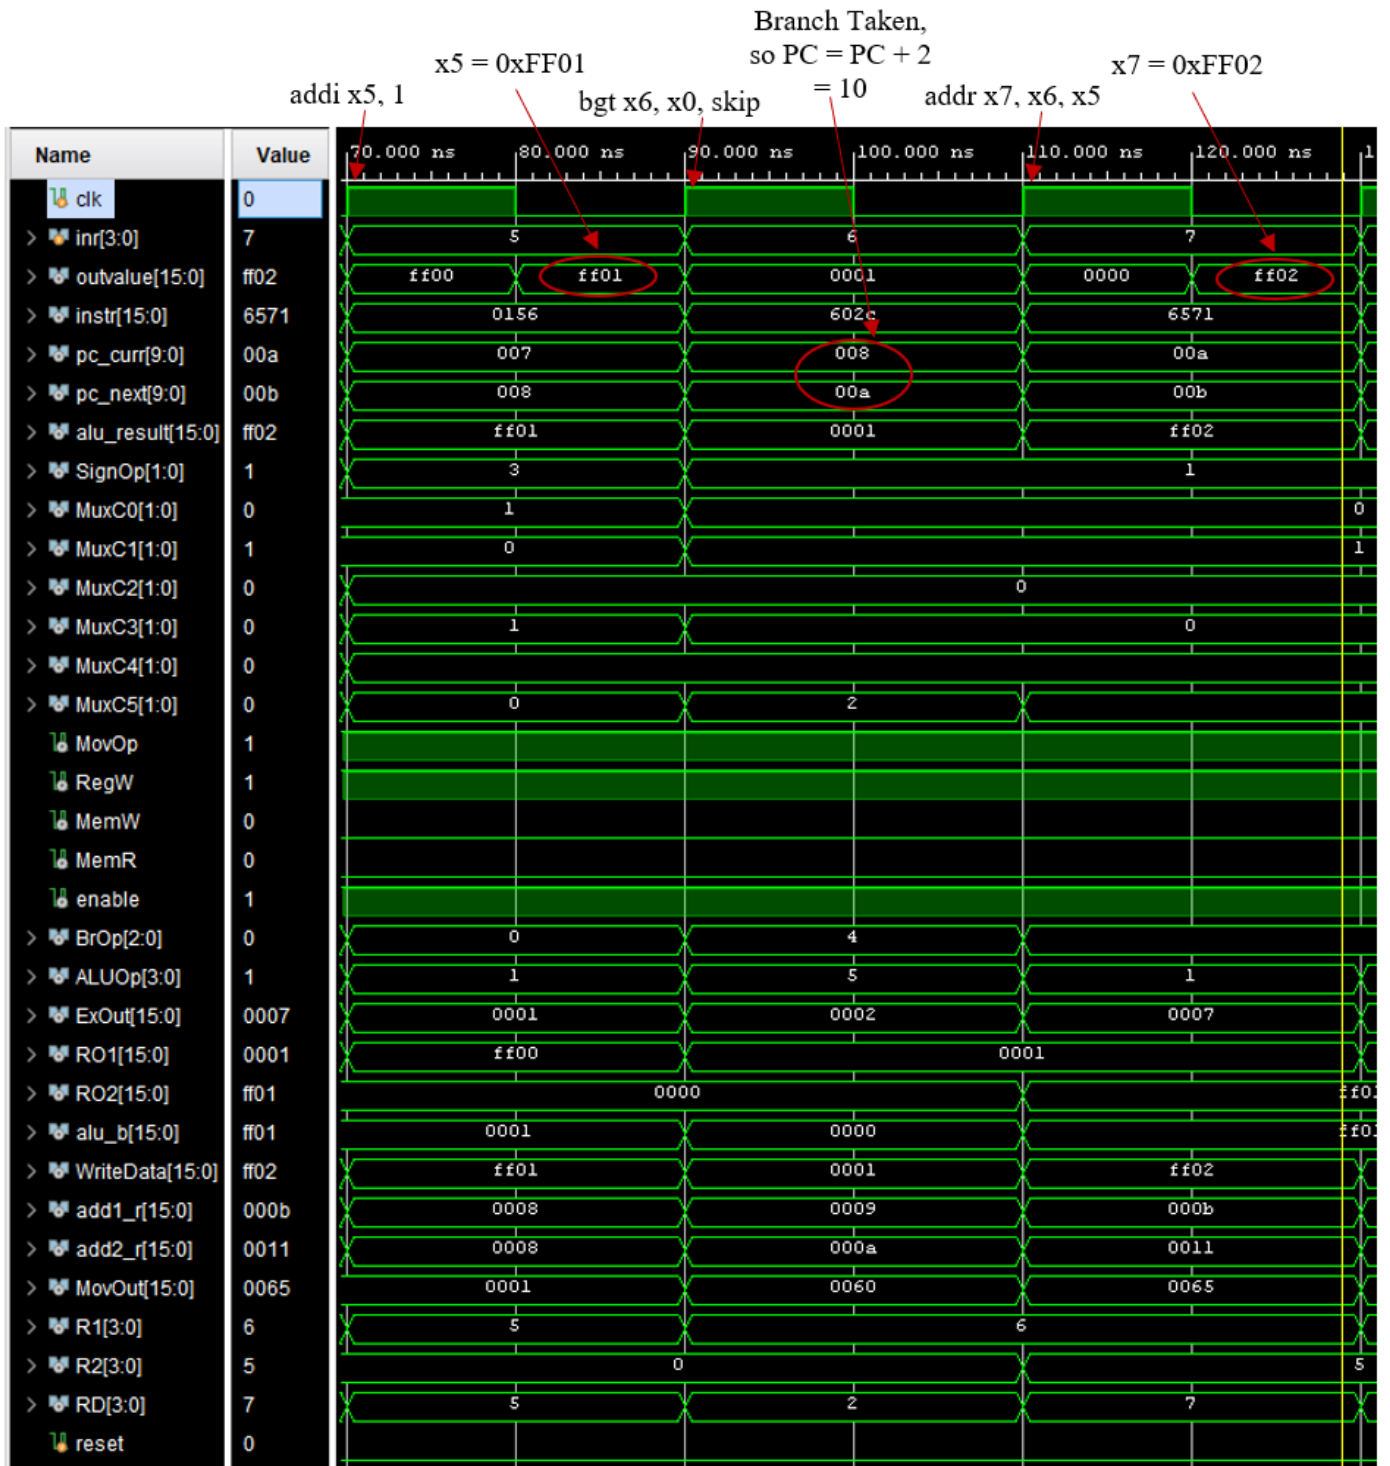 Branch Taken,
so PC = PC + 2
= 10
x5 = 0xFF01
x7 = 0xFF02
addi x5, 1
bgt x6, x0, skip
addr x7, x6, x5
Name Value 70.000 ns 80.000 ns 90.000 ns 100.000 ns 110.000 ns 120.000 ns 1
clk 0
inr[3:0] 7 5 6 7
outvalue[15:0] ff02 ff00 ff01 0001 0000 ff02
instr[15:0] 6571 0156 602c 6571
pc_curr[9:0] 00a 007 008 00a
pc_next[9:0] 00b 008 00a 00b
alu_result[15:0] ff02 ff01 0001 ff02
SignOp[1:0] 1 3 1
MuxC0[1:0] 0 1 0
MuxC1[1:0] 1 0 1
MuxC2[1:0] 0 0
MuxC3[1:0] 0 1 0
MuxC4[1:0] 0
MuxC5[1:0] 0 0 2
MovOp 1
RegW 1
MemW 0
MemR 0
enable 1
BrOp[2:0] 0 0 4
ALUOp[3:0] 1 1 5 1
ExOut[15:0] 0007 0001 0002 0007
RO1[15:0] 0001 ff00 0001
RO2[15:0] ff01 0000 ff01
alu_b[15:0] ff01 0001 0000 ff01
WriteData[15:0] ff02 ff01 0001 ff02
add1_r[15:0] 000b 0008 0009 000b
add2_r[15:0] 0011 0008 000a 0011
MovOut[15:0] 0065 0001 0060 0065
R1[3:0] 6 5 6
R2[3:0] 5 0 5
RD[3:0] 7 5 2 7
reset 0